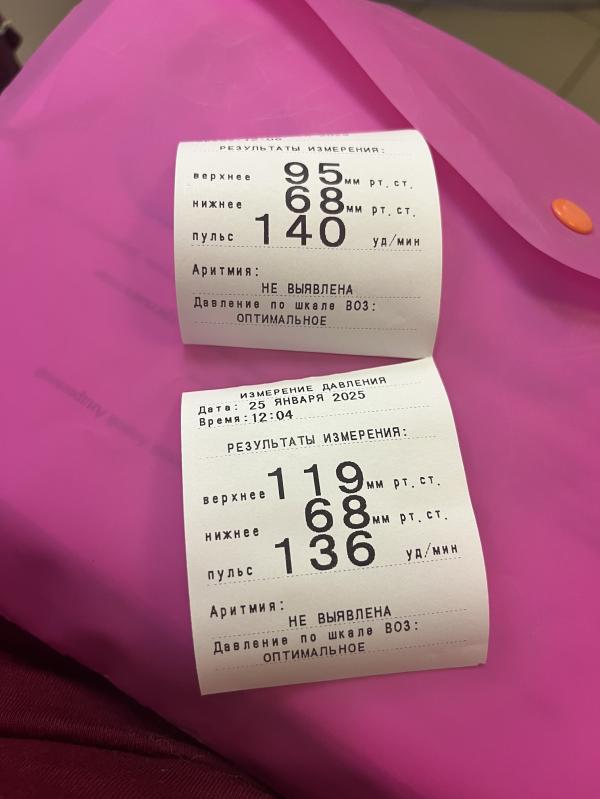 РЕЗУЛЬТАТЫ ИЗМЕРЕНИЯ:
верхнее 95 мм рт.ст.
нижнее 68 мм рт.ст.
пульс 140 уд/мин
Аритмия:
НЕ ВЫЯВЛЕНА
Давление по шкале ВОЗ:
ОПТИМАЛЬНОЕ
ИЗМЕРЕНИЕ ДАВЛЕНИЯ
Дата: 25 ЯНВАРЯ 2025
Время:12:04
РЕЗУЛЬТАТЫ ИЗМЕРЕНИЯ:
верхнее 119 мм рт.ст.
нижнее 68 мм рт.ст.
пульс 136 уд/мин
Аритмия:
НЕ ВЫЯВЛЕНА
Давление по шкале ВОЗ:
ОПТИМАЛЬНОЕ